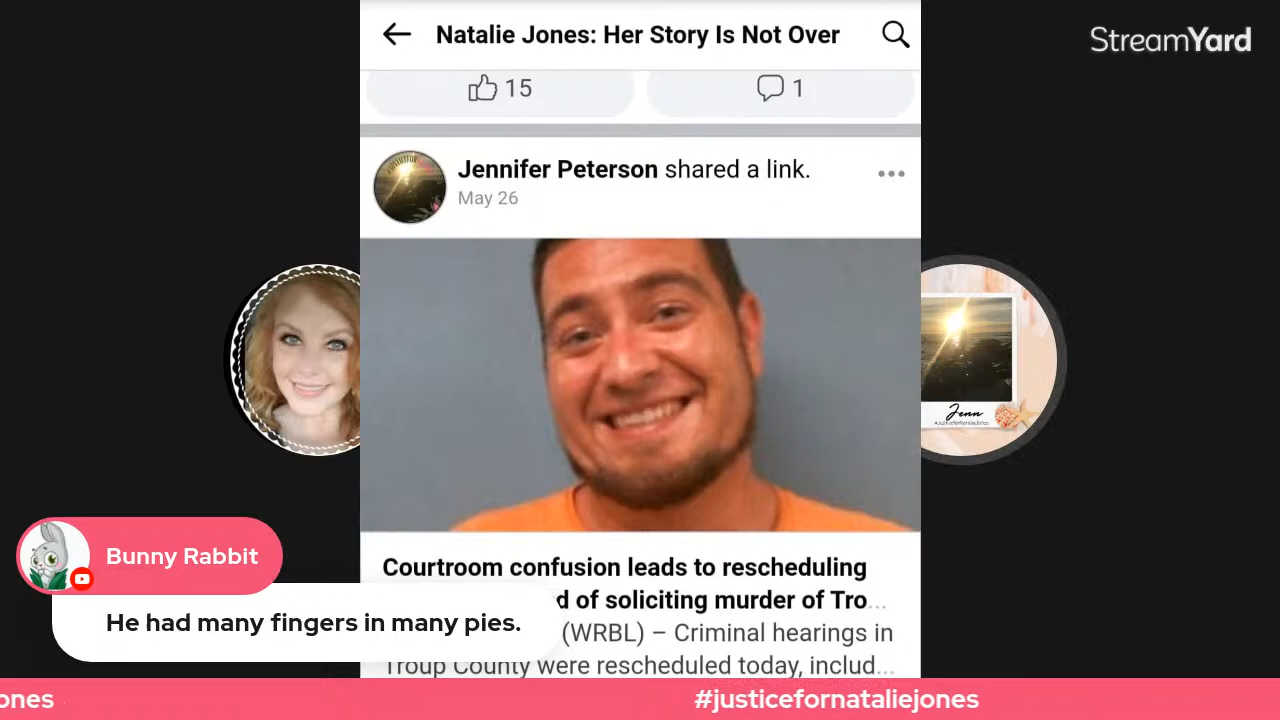 Natalie Jones: Her Story Is Not Over
StreamYard
15
1
Jennifer Peterson shared a link.
May 26
Jenn
Courtroom confusion leads to rescheduling
d of soliciting murder of Tro...
(WRBL) – Criminal hearings in
Troup County were rescheduled today, includ...
Bunny Rabbit
He had many fingers in many pies.
ones
#justicefornataliejones